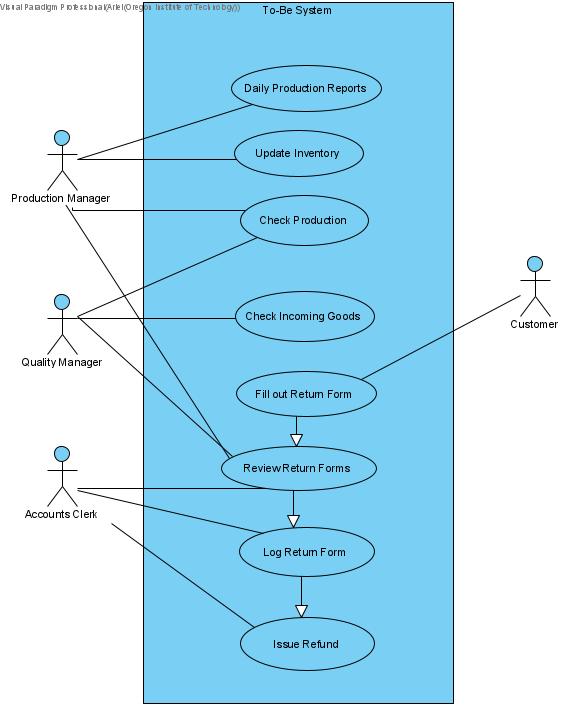 Visual Paradigm Professional(Ariel(Oregon Institute of Technology))
To-Be System
Daily Production Reports
Update Inventory
Production Manager
Check Production
Customer
Check Incoming Goods
Quality Manager
Fill out Return Form
Review Return Forms
Accounts Clerk
Log Return Form
Issue Refund